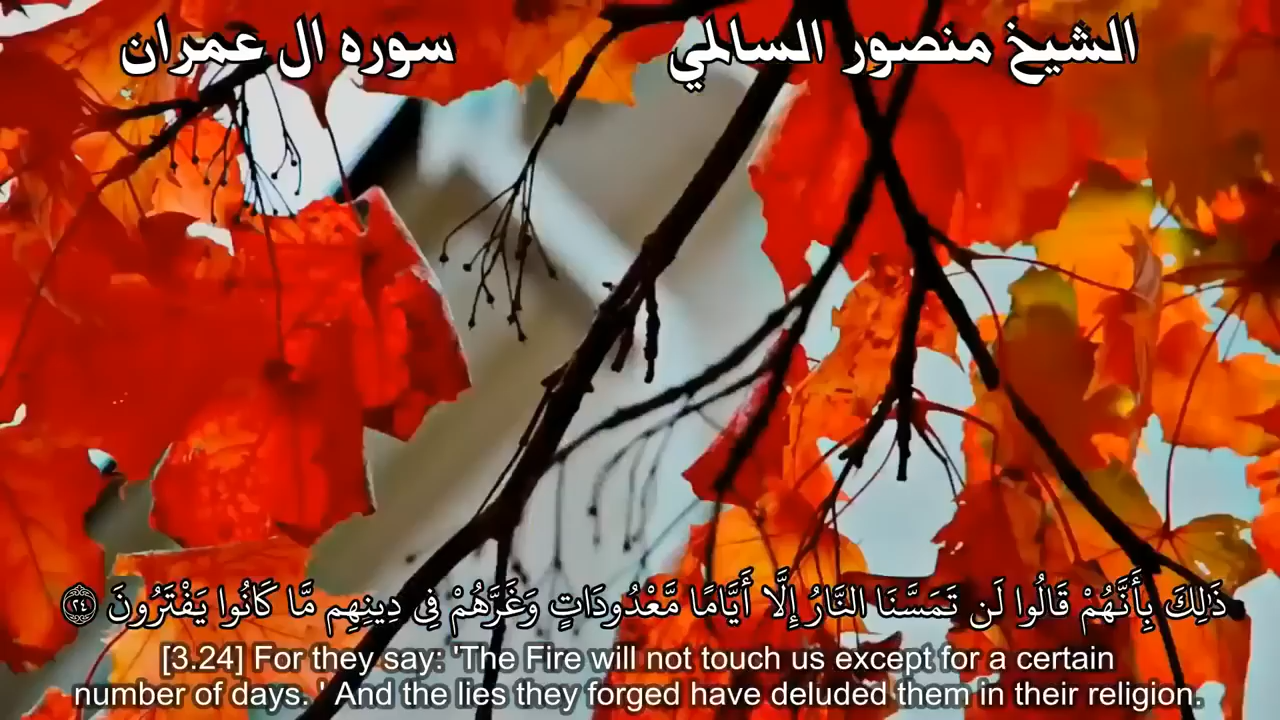 الشيخ منصور السالمي
سوره ال عمران
ذَٰلِكَ بِأَنَّهُمْ قَالُوا لَن تَمَسَّنَا النَّارُ إِلَّا أَيَّامًا مَّعْدُودَاتٍ وَغَرَّهُمْ فِي دِينِهِم مَّا كَانُوا يَفْتَرُونَ ﴿٢٤﴾
[3.24] For they say: 'The Fire will not touch us except for a certain
number of days. ' And the lies they forged have deluded them in their religion.